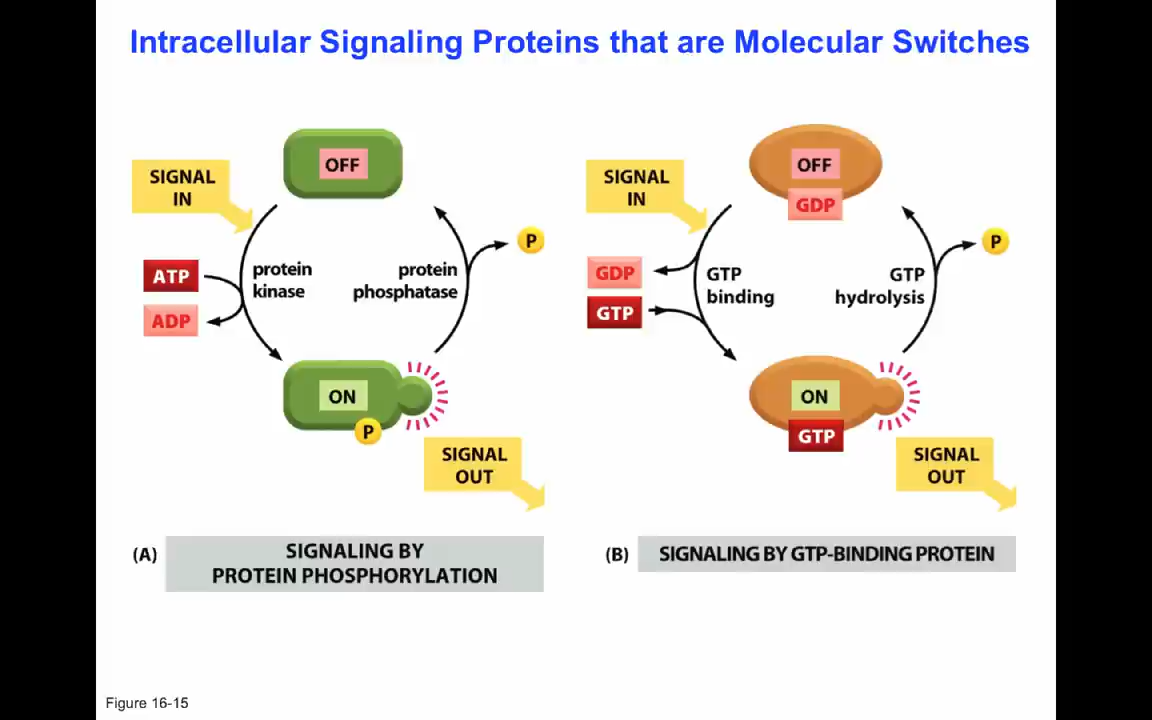 Intracellular Signaling Proteins that are Molecular Switches
OFF
SIGNAL
IN
ATP
ADP
protein
kinase
protein
phosphatase
P
ON
P
SIGNAL
OUT
(A)
SIGNALING BY
PROTEIN PHOSPHORYLATION
OFF
GDP
SIGNAL
IN
GDP
GTP
GTP
binding
GTP
hydrolysis
P
ON
GTP
SIGNAL
OUT
(B)
SIGNALING BY GTP-BINDING PROTEIN
Figure 16-15